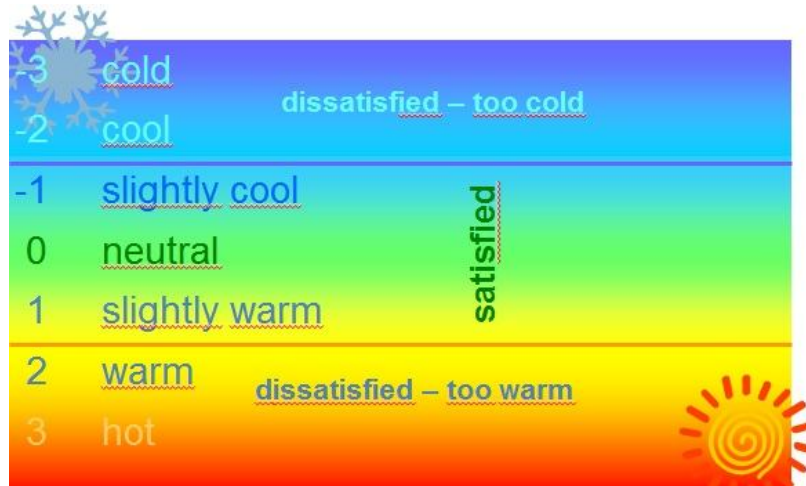 -3 cold
dissatisfied – too cold
-2 cool
-1 slightly cool
satisfied
0 neutral
1 slightly warm
2 warm
dissatisfied – too warm
3 hot